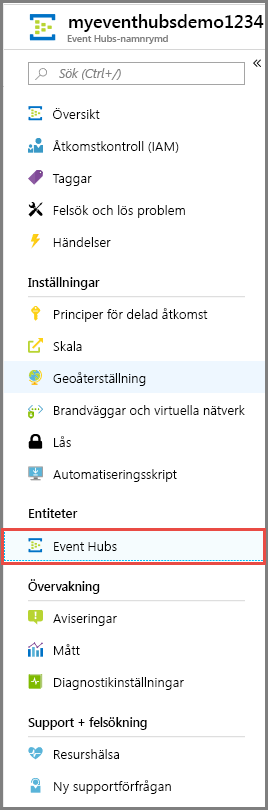 myeventhubsdemo1234
Event Hubs-namnrymd
Sök (Ctrl+/)
«
Översikt
Åtkomstkontroll (IAM)
Taggar
Felsök och lös problem
Händelser
Inställningar
Principer för delad åtkomst
Skala
Geoåterställning
Brandväggar och virtuella nätverk
Lås
Automatiseringsskript
Entiteter
Event Hubs
Övervakning
Aviseringar
Mått
Diagnostikinställningar
Support + felsökning
Resurshälsa
Ny supportförfrågan